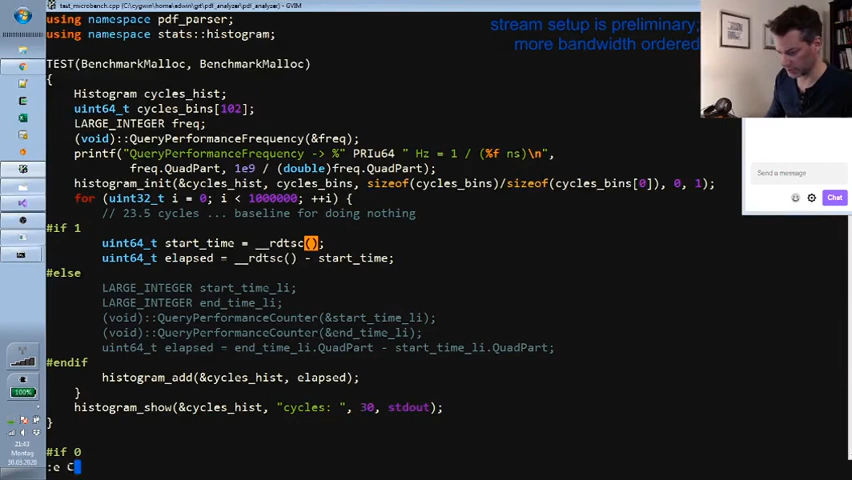 test_microbench.cpp (C:\cygwin\home\edwin\git\pdf_analyzer\pdf_analyzer) - GVIM
using namespace pdf_parser;
using namespace stats::histogram;
stream setup is preliminary;
more bandwidth ordered
TEST(BenchmarkMalloc, BenchmarkMalloc)
{
Histogram cycles_hist;
uint64_t cycles_bins[102];
LARGE_INTEGER freq;
(void)::QueryPerformanceFrequency(&freq);
printf("QueryPerformanceFrequency -> %" PRIu64 " Hz = 1 / (%f ns)\n",
freq.QuadPart, 1e9 / (double)freq.QuadPart);
histogram_init(&cycles_hist, cycles_bins, sizeof(cycles_bins)/sizeof(cycles_bins[0]), 0, 1);
for (uint32_t i = 0; i < 1000000; ++i) {
// 23.5 cycles ... baseline for doing nothing
#if 1
uint64_t start_time = __rdtsc();
uint64_t elapsed = __rdtsc() - start_time;
#else
LARGE_INTEGER start_time_li;
LARGE_INTEGER end_time_li;
(void)::QueryPerformanceCounter(&start_time_li);
(void)::QueryPerformanceCounter(&end_time_li);
uint64_t elapsed = end_time_li.QuadPart - start_time_li.QuadPart;
#endif
histogram_add(&cycles_hist, elapsed);
}
histogram_show(&cycles_hist, "cycles: ", 30, stdout);
}
#if 0
:e C
Send a message
Chat
100%
21:43
Montag
30.03.2020